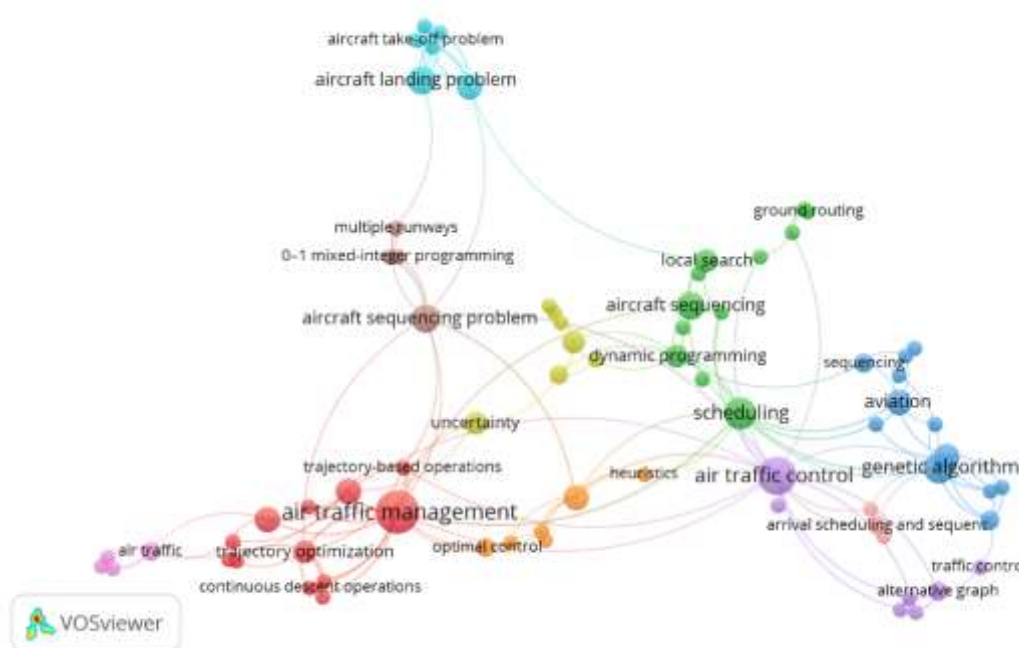 aircraft take-off problem
aircraft landing problem
ground routing
multiple runways
0-1 mixed-integer programming
local search
aircraft sequencing
aircraft sequencing problem
dynamic programming
sequencing
aviation
scheduling
uncertainty
trajectory-based operations
heuristics
air traffic control
genetic algorithm
air traffic management
arrival scheduling and sequenc
optimal control
air traffic
trajectory optimization
traffic contro
continuous descent operations
alternative graph
VOSviewer